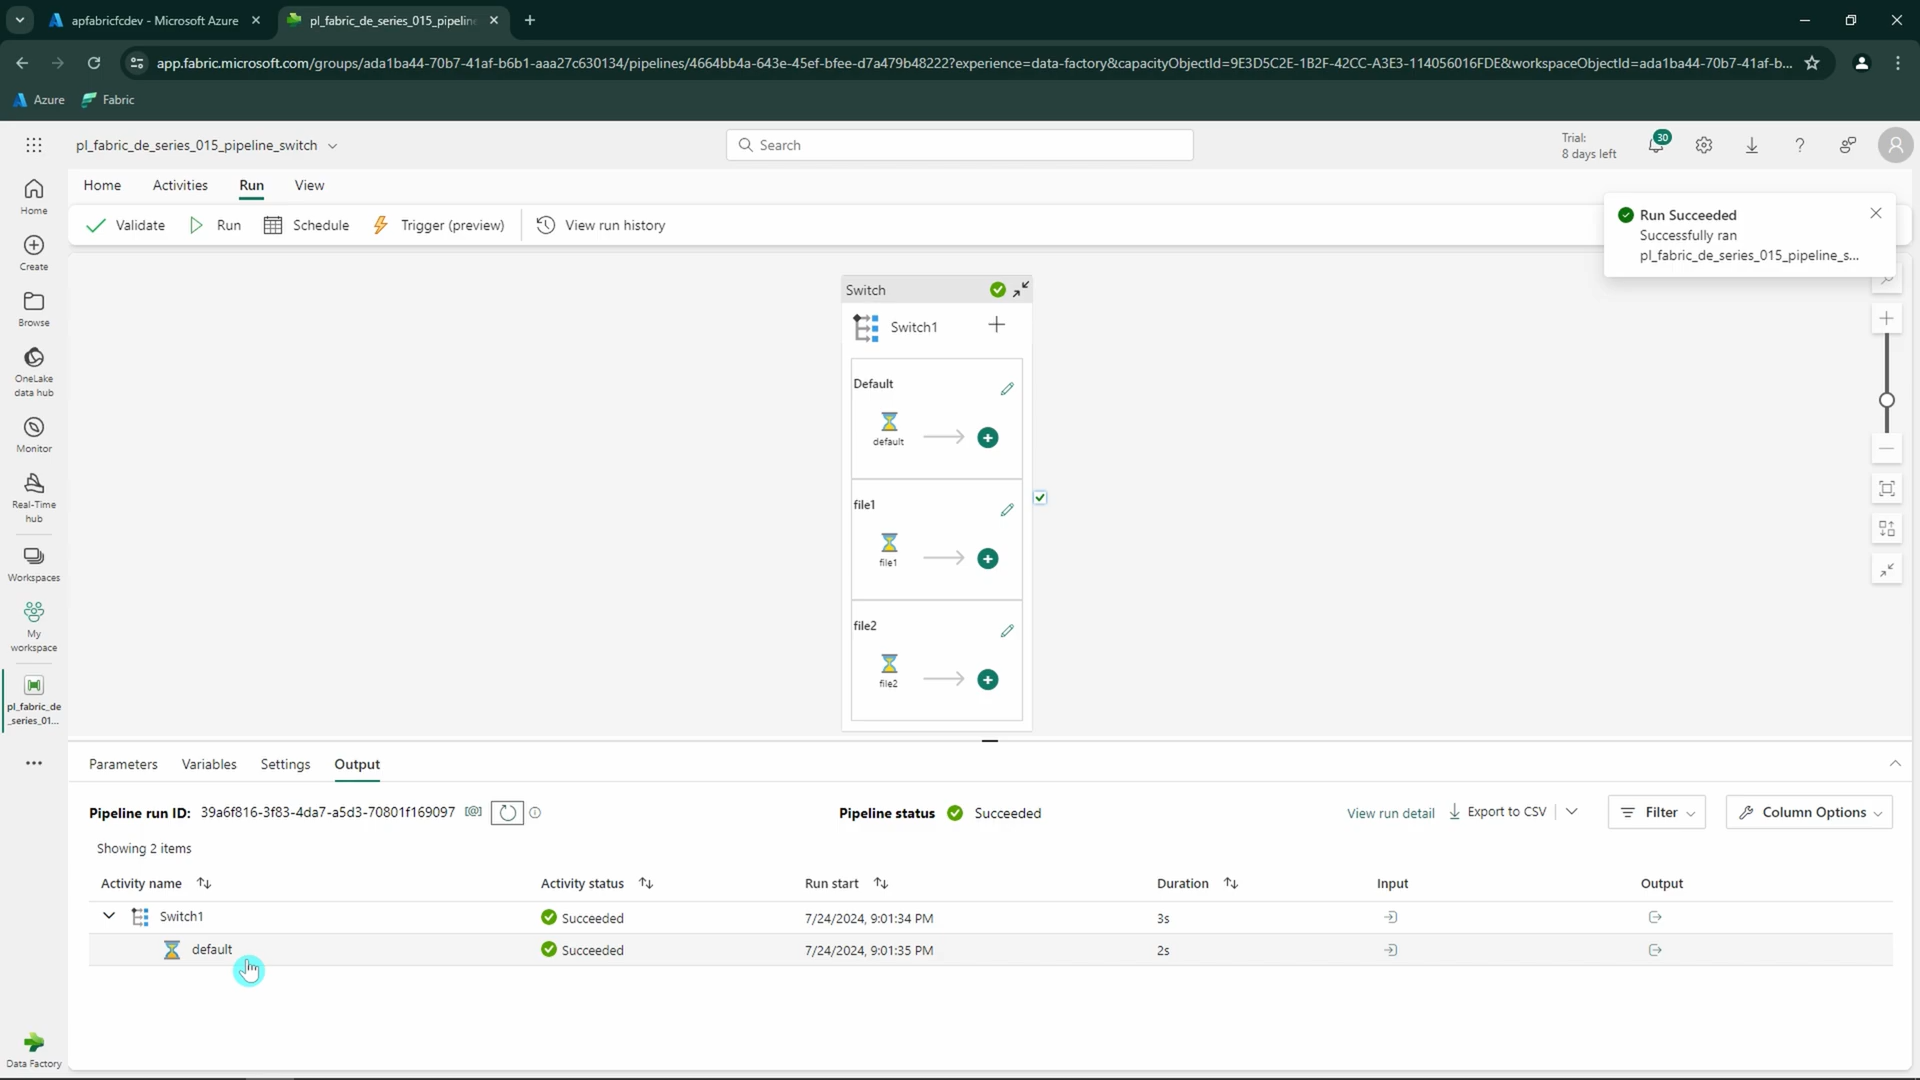 apfabricfcdev - Microsoft Azure
pl_fabric_de_series_015_pipelin
app.fabric.microsoft.com/groups/ada1ba44-70b7-41af-b6b1-aaa27c630134/pipelines/4664bb4a-643e-45ef-bfee-d7a479b48222?experience=data-factory&capacityObjectId=9E3D5C2E-1B2F-42CC-A3E3-114056016FDE&workspaceObjectId=ada1ba44-70b7-41af-b...
Azure
Fabric
pl_fabric_de_series_015_pipeline_switch
Search
Trial:
8 days left
30
Home
Activities
Run
View
Validate
Run
Schedule
Trigger (preview)
View run history
Run Succeeded
Successfully ran
pl_fabric_de_series_015_pipeline_s...
Home
Create
Browse
OneLake
data hub
Monitor
Real-Time
hub
Workspaces
My
workspace
pl_fabric_de
_series_01...
Data Factory
Switch
Switch1
Default
default
file1
file1
file2
file2
Parameters
Variables
Settings
Output
Pipeline run ID: 39a6f816-3f83-4da7-a5d3-70801f169097
Pipeline status Succeeded
View run detail
Export to CSV
Filter
Column Options
Showing 2 items
Activity name Activity status Run start Duration Input Output
Switch1 Succeeded 7/24/2024, 9:01:34 PM 3s
default Succeeded 7/24/2024, 9:01:35 PM 2s